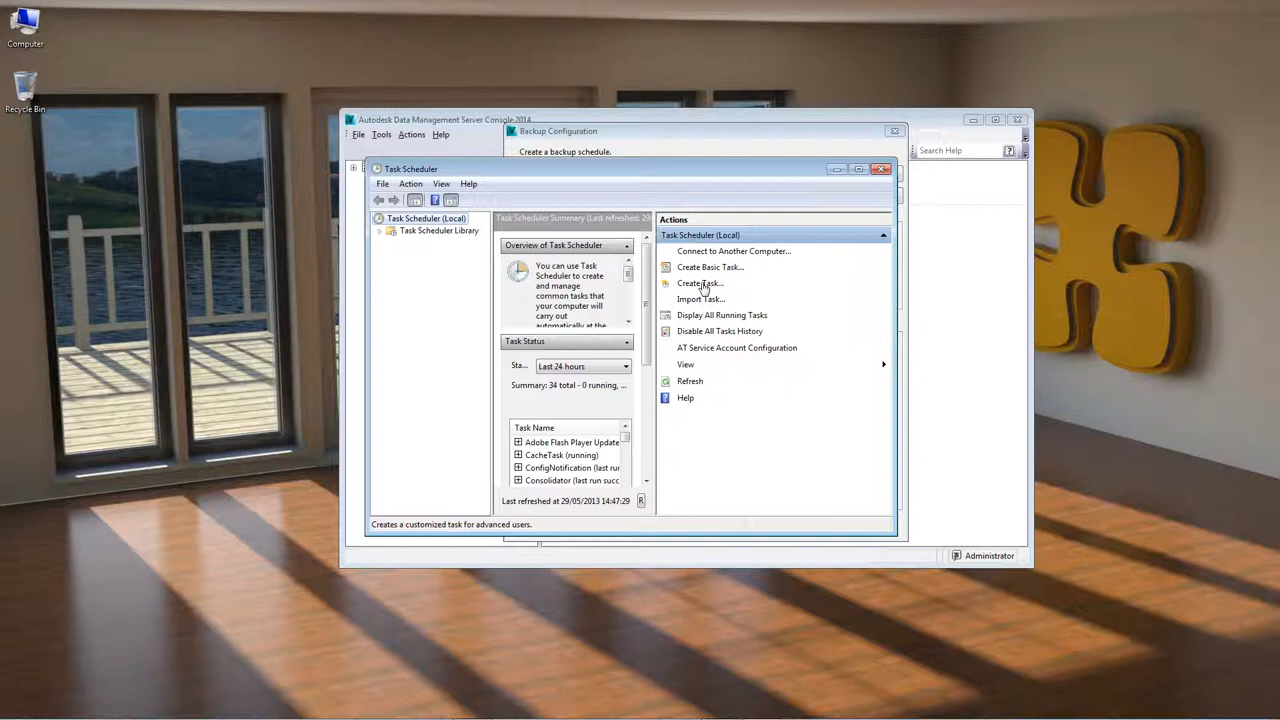 Computer
Recycle Bin
Autodesk Data Management Server Console 2014
File Tools Actions Help
Search Help
Backup Configuration
Create a backup schedule.
Task Scheduler
File Action View Help
Task Scheduler (Local)
Task Scheduler Library
Task Scheduler Summary (Last refreshed: 29,
Overview of Task Scheduler
You can use Task
Scheduler to create
and manage
common tasks that
your computer will
carry out
automatically at the
Task Status
Sta... Last 24 hours
Summary: 34 total - 0 running, ...
Task Name
Adobe Flash Player Update
CacheTask (running)
ConfigNotification (last rur
Consolidator (last run succ
Last refreshed at 29/05/2013 14:47:29 R
Actions
Task Scheduler (Local)
Connect to Another Computer...
Create Basic Task...
Create Task...
Import Task...
Display All Running Tasks
Disable All Tasks History
AT Service Account Configuration
View
Refresh
Help
Creates a customized task for advanced users.
Administrator